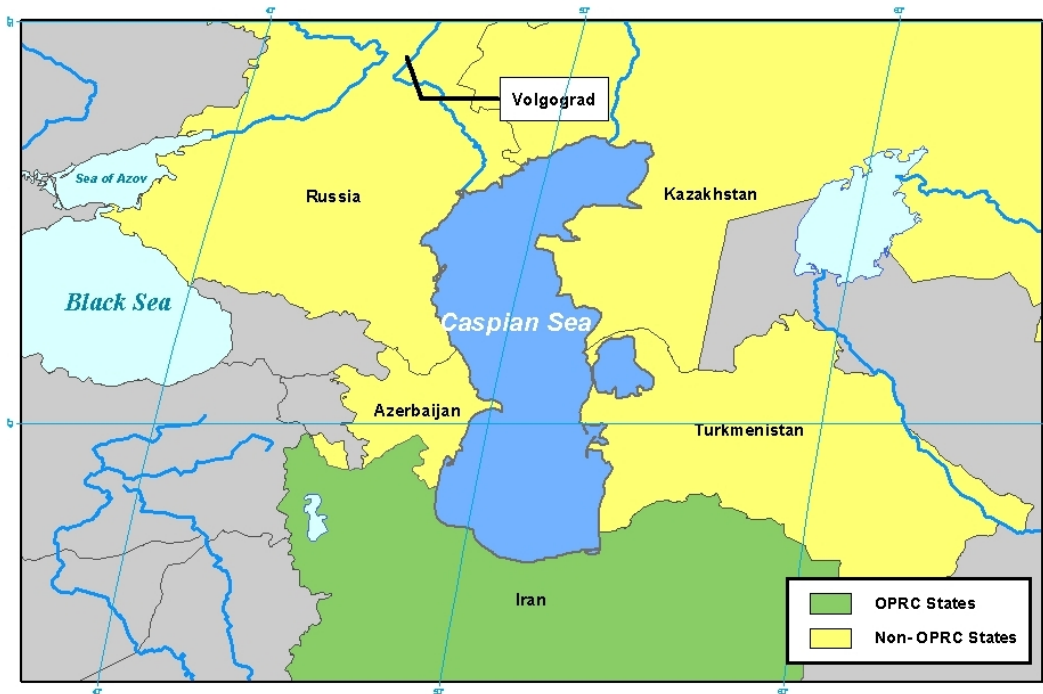 Volgograd
Sea of Azov
Russia
Kazakhstan
Black Sea
Caspian Sea
Azerbaijan
Turkmenistan
Iran
OPRC States
Non- OPRC States